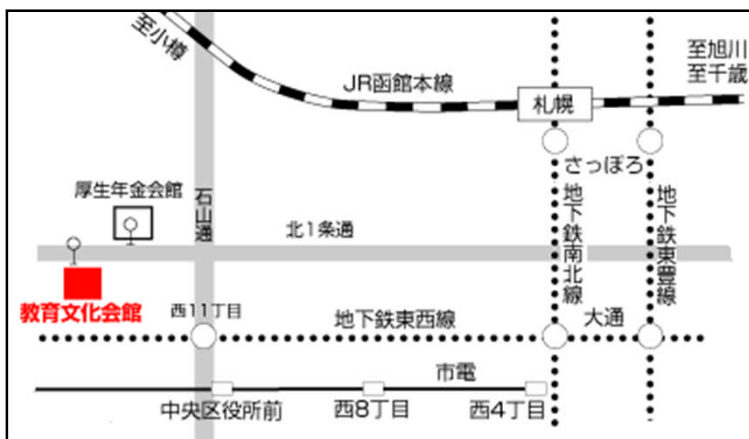 至小樽
JR函館本線
札幌
至旭川
至千歳
さっぽろ
厚生年金会館
石山通
北1条通
地下鉄南北線
地下鉄東豊線
教育文化会館
西11丁目
地下鉄東西線
大通
市電
中央区役所前
西8丁目
西4丁目